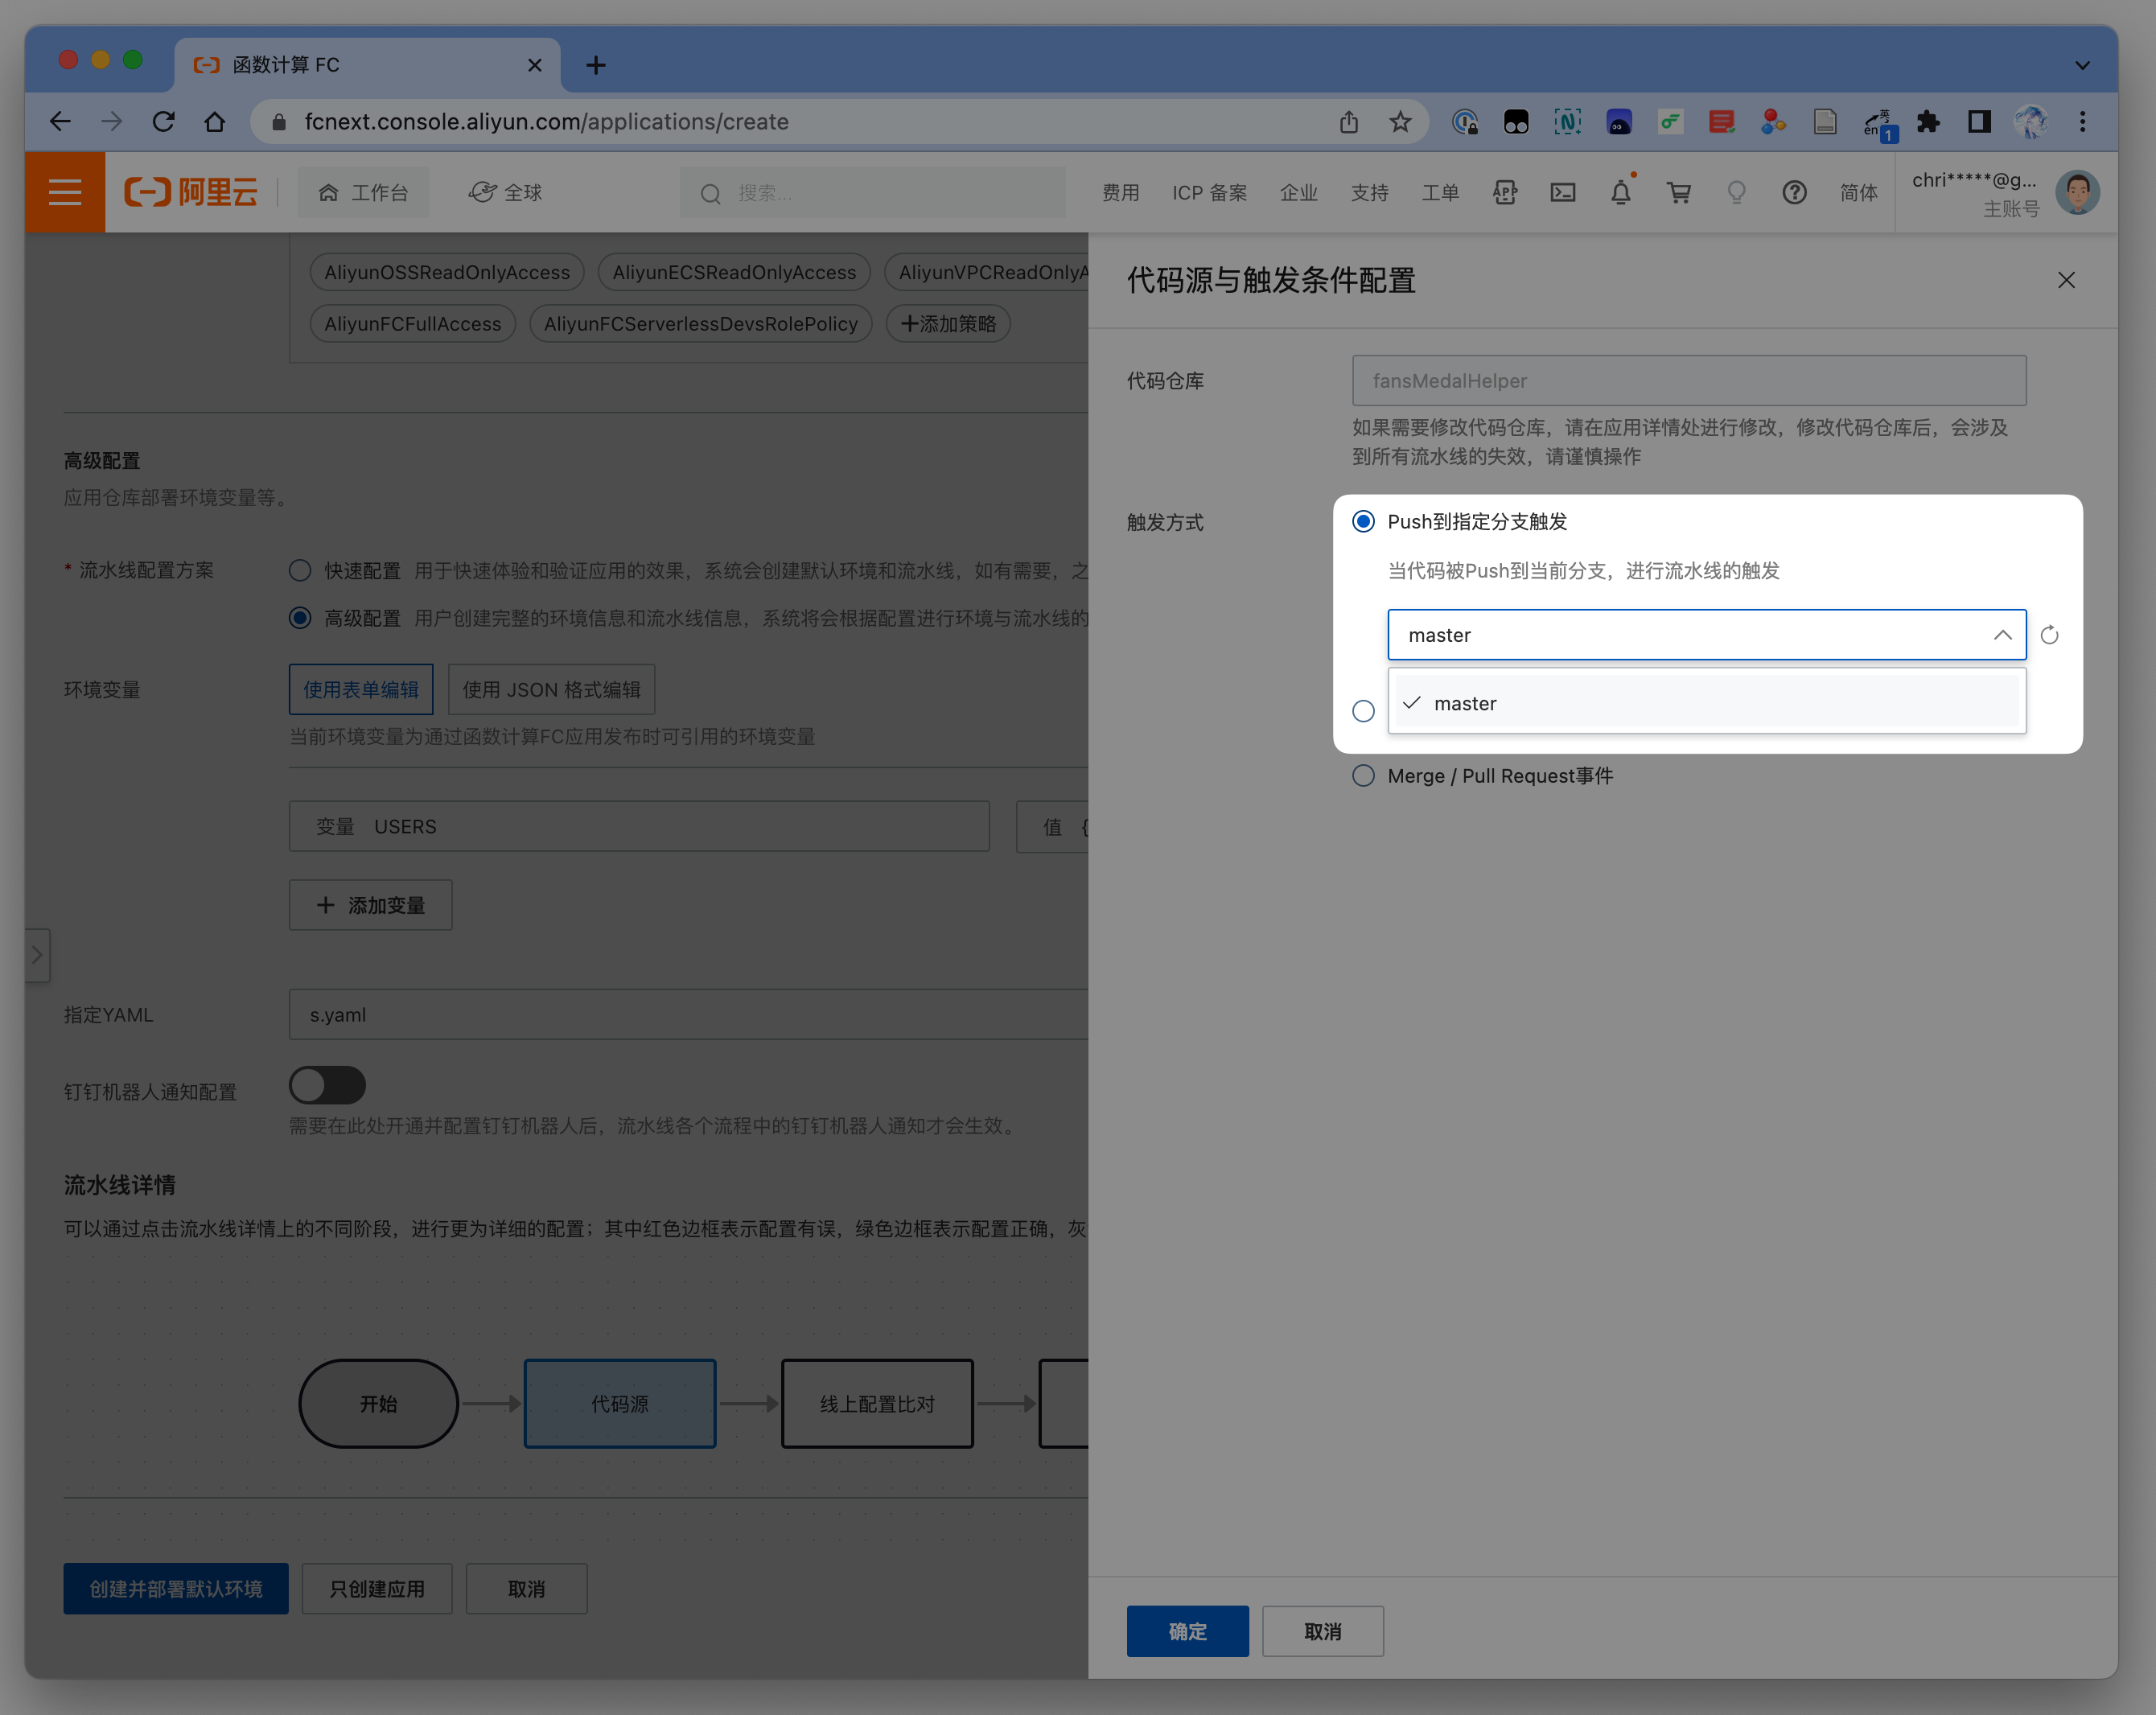 函数计算 FC
fcnext.console.aliyun.com/applications/create
英
en
1
阿里云
工作台
全球
搜索...
费用
ICP 备案
企业
支持
工单
APP
简体
chri*****@g...
主账号
AliyunOSSReadOnlyAccess
AliyunECSReadOnlyAccess
AliyunVPCReadOnlyA
AliyunFCFullAccess
AliyunFCServerlessDevsRolePolicy
添加策略
高级配置
应用仓库部署环境变量等。
* 流水线配置方案
快速配置 用于快速体验和验证应用的效果，系统会创建默认环境和流水线，如有需要，之
高级配置 用户创建完整的环境信息和流水线信息，系统将会根据配置进行环境与流水线的
环境变量
使用表单编辑
使用 JSON 格式编辑
当前环境变量为通过函数计算FC应用发布时可引用的环境变量
变量 USERS
值 {
添加变量
指定YAML
s.yaml
钉钉机器人通知配置
需要在此处开通并配置钉钉机器人后，流水线各个流程中的钉钉机器人通知才会生效。
流水线详情
可以通过点击流水线详情上的不同阶段，进行更为详细的配置；其中红色边框表示配置有误，绿色边框表示配置正确，灰
开始
代码源
线上配置比对
创建并部署默认环境
只创建应用
取消
代码源与触发条件配置
代码仓库
fansMedalHelper
如果需要修改代码仓库，请在应用详情处进行修改，修改代码仓库后，会涉及
到所有流水线的失效，请谨慎操作
触发方式
Push到指定分支触发
当代码被Push到当前分支，进行流水线的触发
master
master
Merge / Pull Request事件
确定
取消